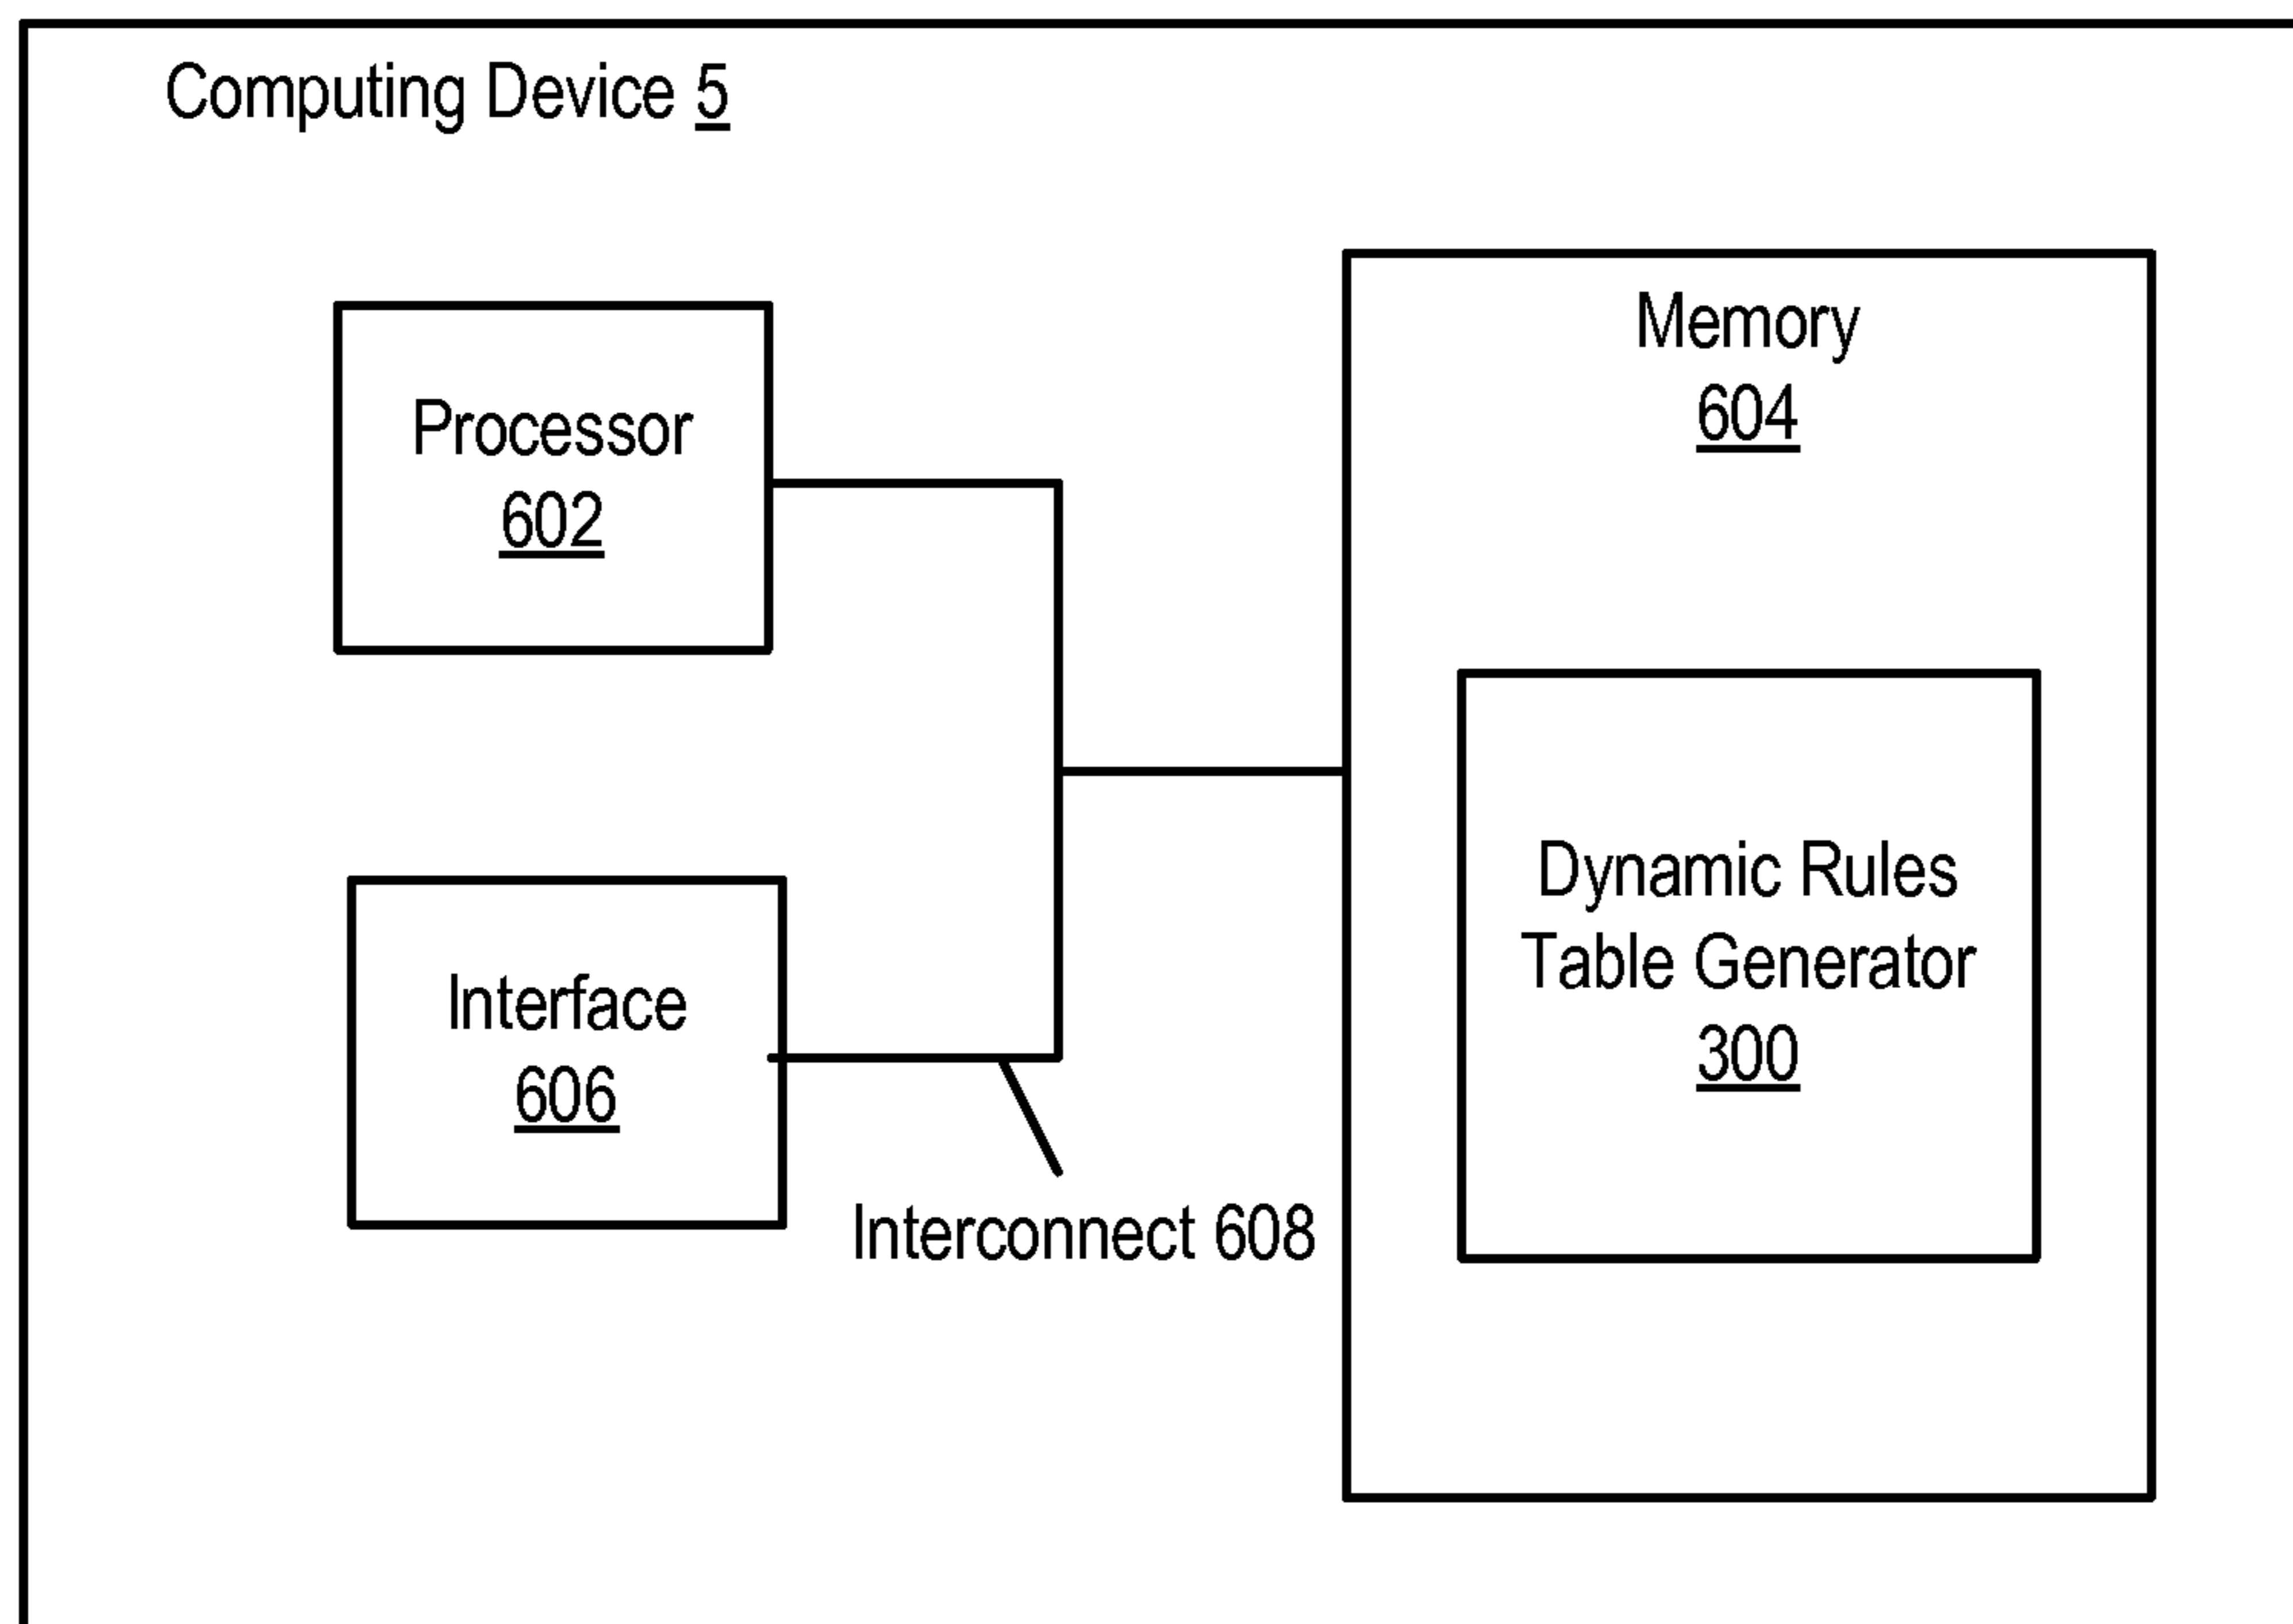 Computing Device 5
Processor
602
Memory
604
Interface
606
Interconnect 608
Dynamic Rules
Table Generator
300